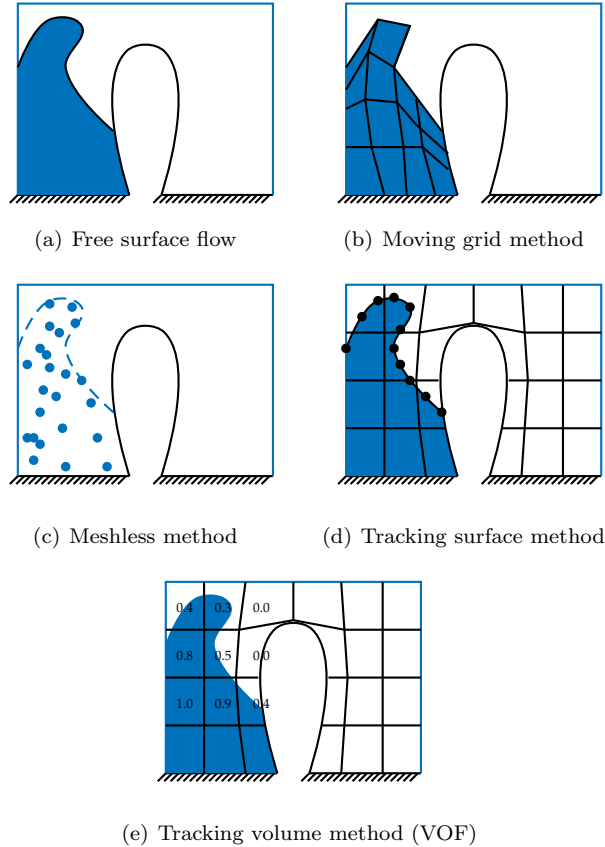 (a) Free surface flow
(b) Moving grid method
(c) Meshless method
(d) Tracking surface method
0.4 0.3 0.0
0.8 0.5 0.0
1.0 0.9 0.4
(e) Tracking volume method (VOF)